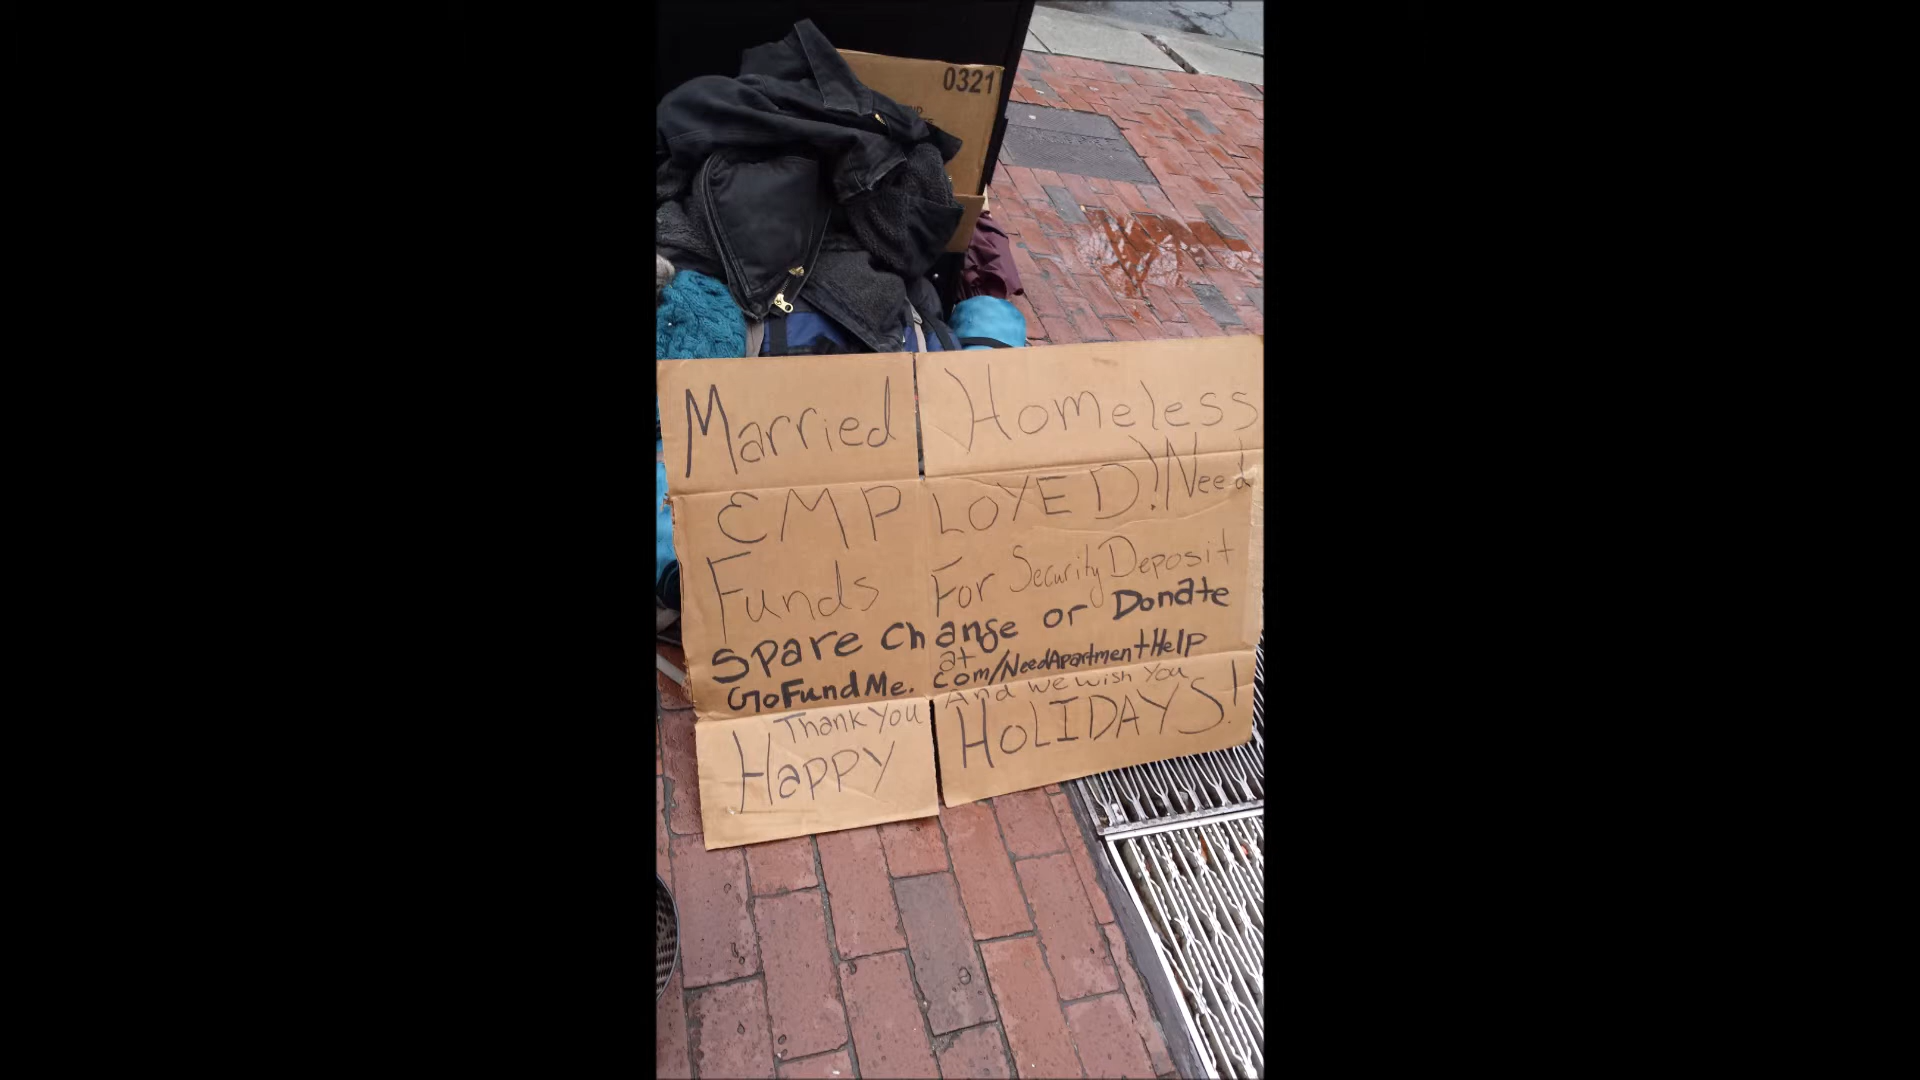 0321
Married Homeless
EMPLOYED! Need
Funds For Security Deposit
Spare Change or Donate
at
GoFundMe.com/NeedApartmentHelp
Thank You And We Wish You
HAPPY HOLIDAYS!